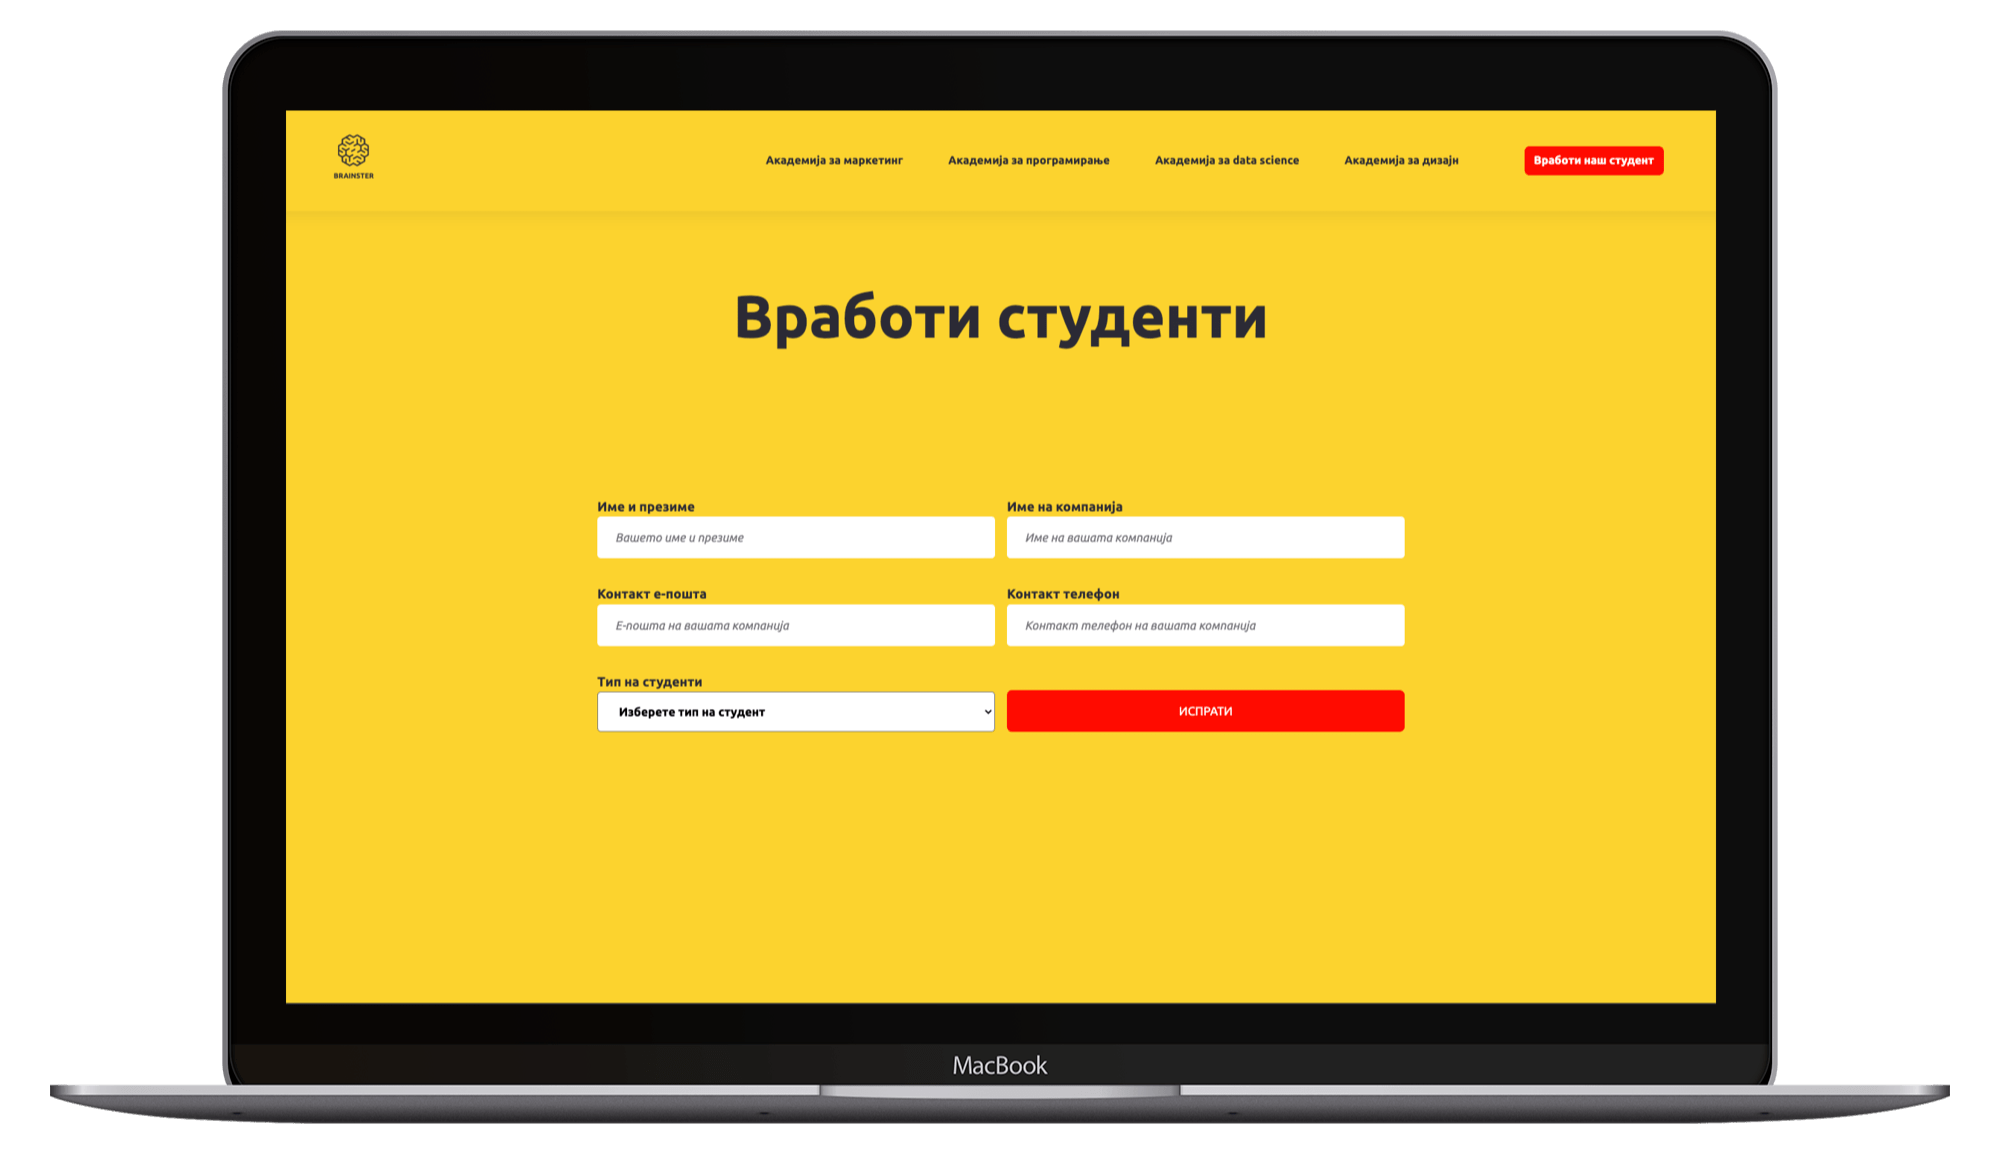 BRAINSTER
Академија за маркетинг
Академија за програмирање
Академија за data science
Академија за дизајн
Вработи наш студент
Вработи студенти
Име и презиме
Вашето име и презиме
Име на компанија
Име на вашата компанија
Контакт е-пошта
Е-пошта на вашата компанија
Контакт телефон
Контакт телефон на вашата компанија
Тип на студенти
Изберете тип на студент
ИСПРАТИ
MacBook